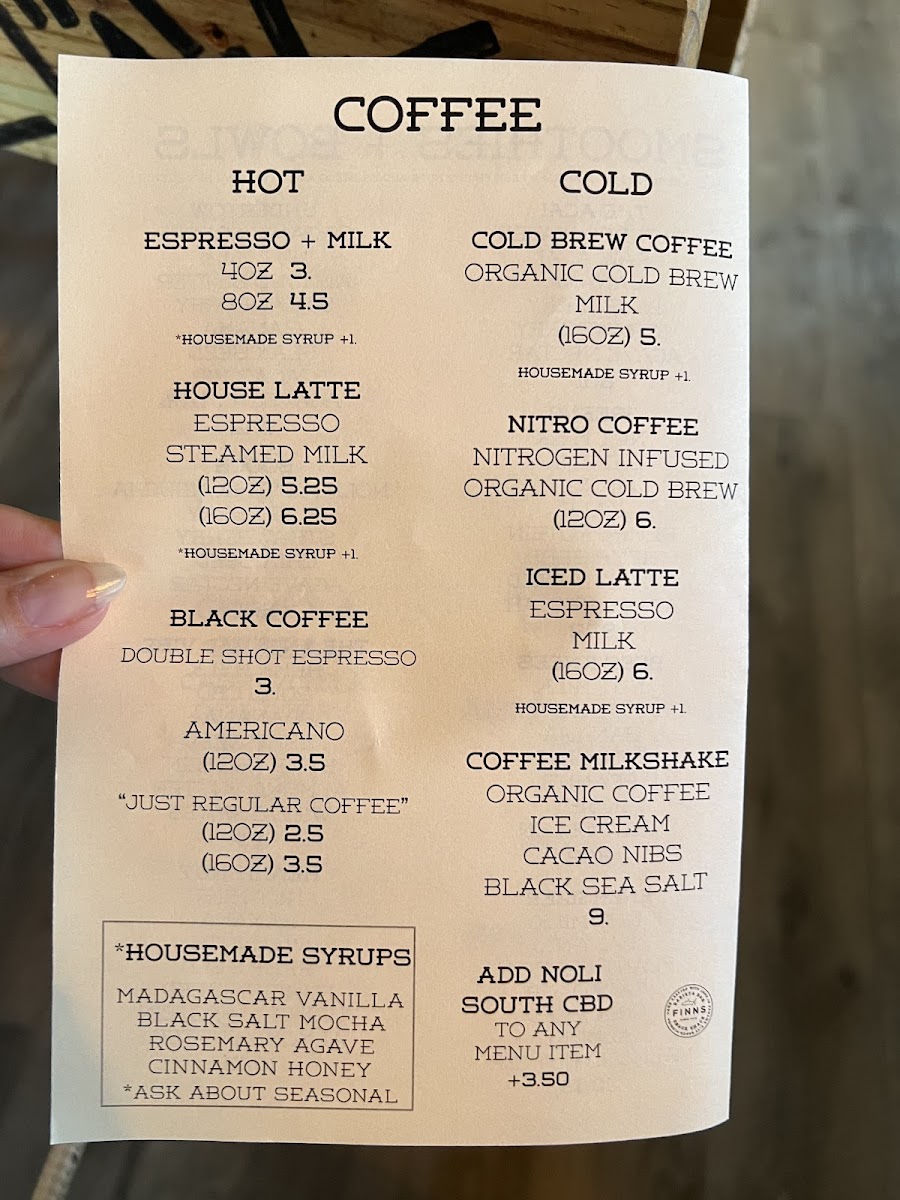 COFFEE
HOT
ESPRESSO + MILK
4OZ 3.
8OZ 4.5
*HOUSEMADE SYRUP +1.
HOUSE LATTE
ESPRESSO
STEAMED MILK
(12OZ) 5.25
(16OZ) 6.25
*HOUSEMADE SYRUP +1.
BLACK COFFEE
DOUBLE SHOT ESPRESSO
3.
AMERICANO
(12OZ) 3.5
“JUST REGULAR COFFEE”
(12OZ) 2.5
(16OZ) 3.5
*HOUSEMADE SYRUPS
MADAGASCAR VANILLA
BLACK SALT MOCHA
ROSEMARY AGAVE
CINNAMON HONEY
*ASK ABOUT SEASONAL
COLD
COLD BREW COFFEE
ORGANIC COLD BREW
MILK
(16OZ) 5.
HOUSEMADE SYRUP +1.
NITRO COFFEE
NITROGEN INFUSED
ORGANIC COLD BREW
(12OZ) 6.
ICED LATTE
ESPRESSO
MILK
(16OZ) 6.
HOUSEMADE SYRUP +1.
COFFEE MILKSHAKE
ORGANIC COFFEE
ICE CREAM
CACAO NIBS
BLACK SEA SALT
9.
ADD NOLI
SOUTH CBD
TO ANY
MENU ITEM
+3.50
FINNS